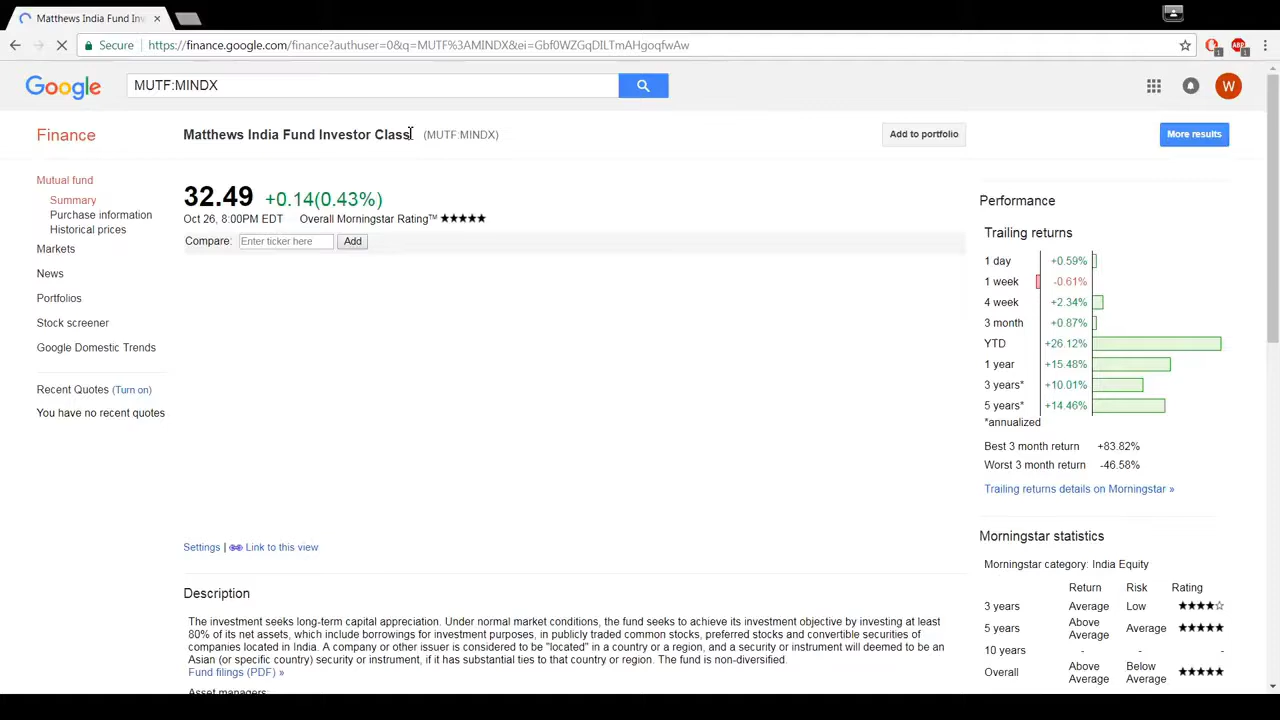 Matthews India Fund Inv
Secure
https://finance.google.com/finance?authuser=0&q=MUTF%3AMINDX&ei=Gbf0WZGqDILTmAHgoqfwAw
1
ABP
1
Google
MUTF:MINDX
W
Finance
Matthews India Fund Investor Class (MUTF:MINDX)
Add to portfolio
More results
Mutual fund
Summary
Purchase information
Historical prices
Markets
News
Portfolios
Stock screener
Google Domestic Trends
Recent Quotes (Turn on)
You have no recent quotes
32.49 +0.14(0.43%)
Oct 26, 8:00PM EDT Overall Morningstar Rating™ ★★★★★
Compare: Enter ticker here Add
Settings | Link to this view
Description
The investment seeks long-term capital appreciation. Under normal market conditions, the fund seeks to achieve its investment objective by investing at least
80% of its net assets, which include borrowings for investment purposes, in publicly traded common stocks, preferred stocks and convertible securities of
companies located in India. A company or other issuer is considered to be "located" in a country or a region, and a security or instrument will deemed to be an
Asian (or specific country) security or instrument, if it has substantial ties to that country or region. The fund is non-diversified.
Fund filings (PDF) »
Asset managers
Performance
Trailing returns
1 day +0.59%
1 week -0.61%
4 week +2.34%
3 month +0.87%
YTD +26.12%
1 year +15.48%
3 years* +10.01%
5 years* +14.46%
*annualized
Best 3 month return +83.82%
Worst 3 month return -46.58%
Trailing returns details on Morningstar »
Morningstar statistics
Morningstar category: India Equity
Return Risk Rating
3 years Average Low ★★★★☆
5 years Above Average Average ★★★★★
10 years - - -
Overall Above Average Below Average ★★★★★